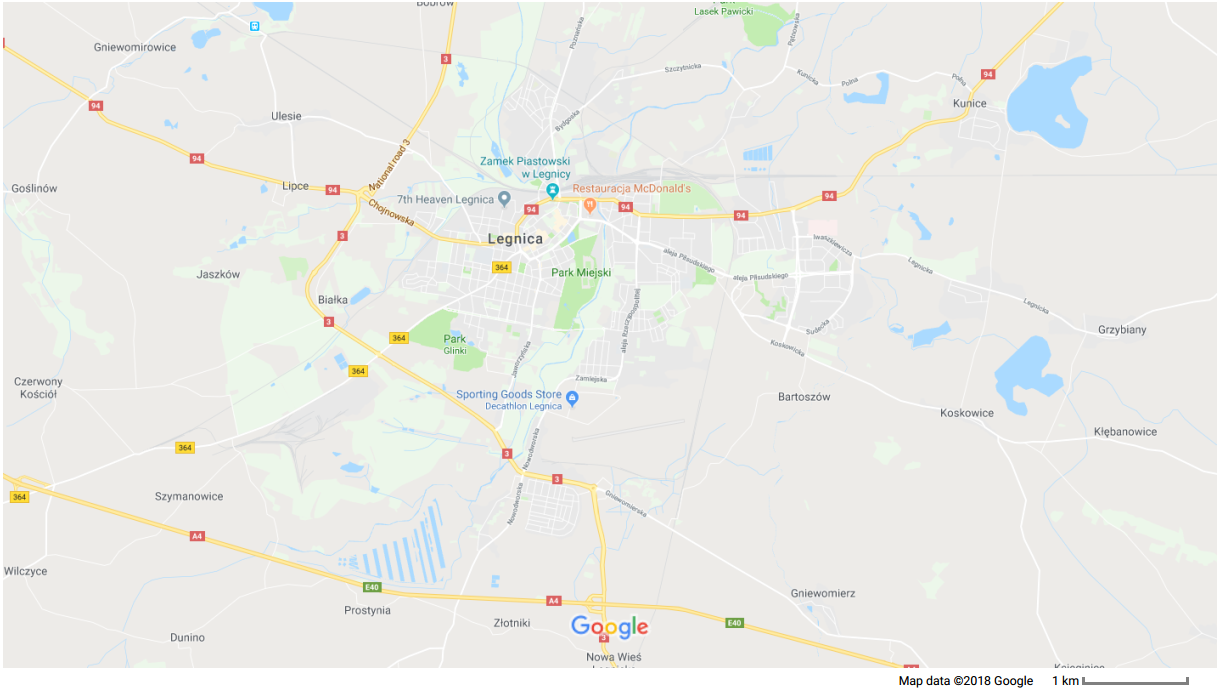 Bobrów
Lasek Pawicki
Poznańska
Pątnowska
Gniewomirowice
3
Szczytnicka
Kunicka
Polna
Polna
94
94
Kunice
Ulesie
Bydgoska
National road 3
94
Zamek Piastowski
w Legnicy
Lipce
94
Restauracja McDonald's
Goślinów
7th Heaven Legnica
94
94
94
94
Chojnowska
3
Legnica
Iwaszkiewicza
364
aleja Piłsudskiego
Legnicka
Jaszków
Park Miejski
aleja Piłsudskiego
Białka
aleja Rzeczypospolitej
Legnicka
3
Sudecka
Grzybiany
364
Park
Glinki
Jaworzyńska
Koskowicka
364
Zamiejska
Czerwony
Kościół
Sporting Goods Store
Decathlon Legnica
Bartoszów
Koskowice
Kłębanowice
364
Nowodworska
3
3
364
Szymanowice
Nowodworska
Gniewomierska
A4
Wilczyce
E40
Gniewomierz
A4
Prostynia
Złotniki
Google
E40
Dunino
3
Nowa Wieś
Map data ©2018 Google
1 km